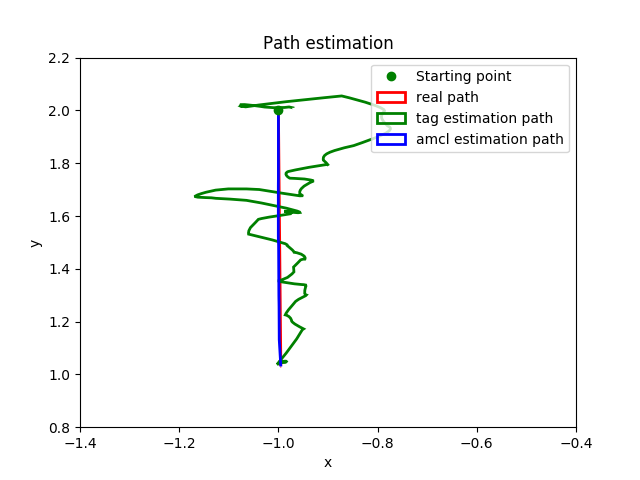 Path estimation
Starting point
real path
tag estimation path
amcl estimation path
2.2
2.0
1.8
1.6
1.4
1.2
1.0
0.8
y
−1.4 −1.2 −1.0 −0.8 −0.6 −0.4
x